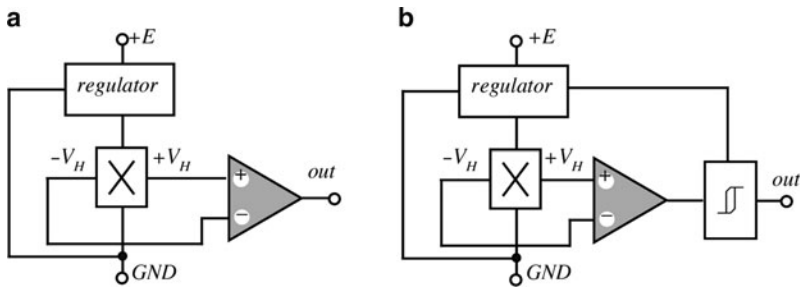 a
+E
regulator
−V_H
+V_H
+
−
out
GND
b
+E
regulator
−V_H
+V_H
+
−
out
GND